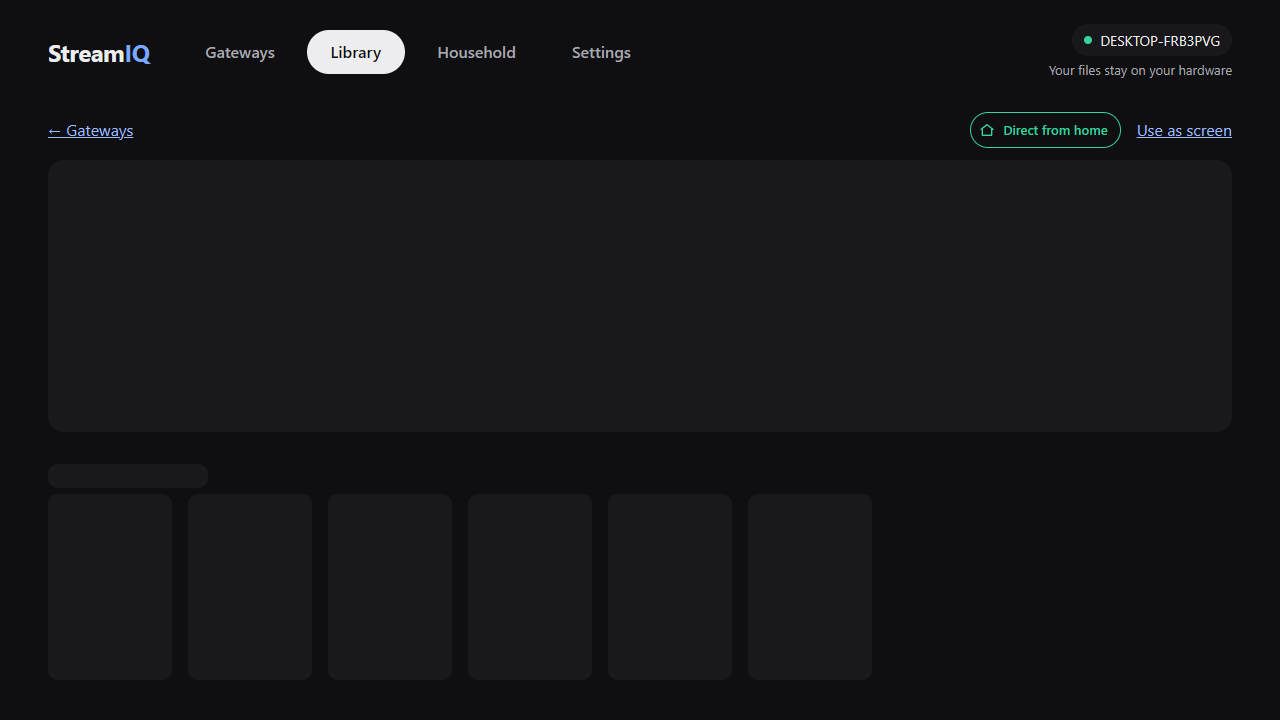 StreamIQ
Gateways
Library
Household
Settings
DESKTOP-FRB3PVG
Your files stay on your hardware
← Gateways
Direct from home
Use as screen